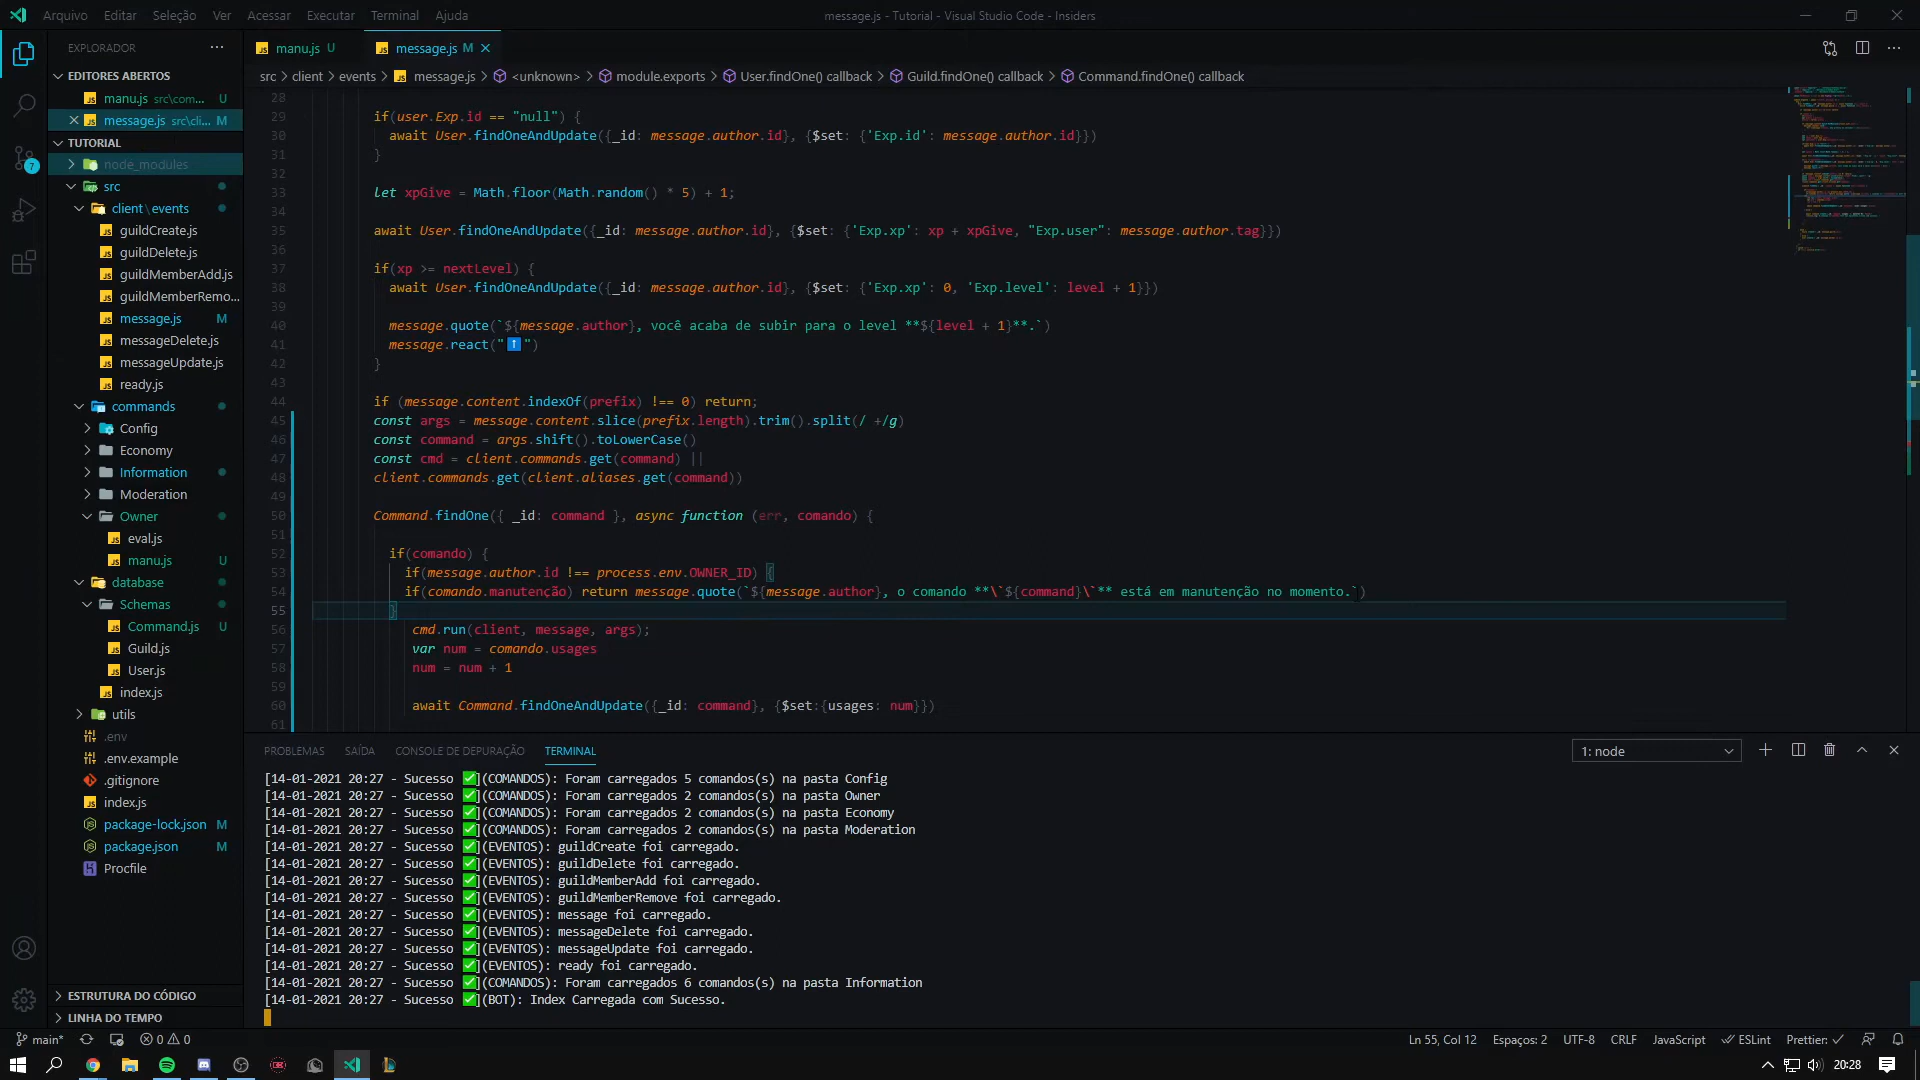 Arquivo Editar Seleção Ver Acessar Executar Terminal Ajuda
message.js - Tutorial - Visual Studio Code - Insiders
EXPLORADOR
EDITORES ABERTOS
manu.js src\com... U
message.js src\cli... M
TUTORIAL
node_modules
src
client\events
guildCreate.js
guildDelete.js
guildMemberAdd.js
guildMemberRemo...
message.js M
messageDelete.js
messageUpdate.js
ready.js
commands
Config
Economy
Information
Moderation
Owner
eval.js
manu.js U
database
Schemas
Command.js U
Guild.js
User.js
index.js
utils
.env
.env.example
.gitignore
index.js
package-lock.json M
package.json M
Procfile
ESTRUTURA DO CÓDIGO
LINHA DO TEMPO
7
manu.js U
message.js M
src > client > events > message.js > <unknown> > module.exports > User.findOne() callback > Guild.findOne() callback > Command.findOne() callback
28
29 if(user.Exp.id == "null") {
30 await User.findOneAndUpdate({_id: message.author.id}, {$set: {'Exp.id': message.author.id}})
31 }
32
33 let xpGive = Math.floor(Math.random() * 5) + 1;
34
35 await User.findOneAndUpdate({_id: message.author.id}, {$set: {'Exp.xp': xp + xpGive, "Exp.user": message.author.tag}})
36
37 if(xp >= nextLevel) {
38 await User.findOneAndUpdate({_id: message.author.id}, {$set: {'Exp.xp': 0, 'Exp.level': level + 1}})
39
40 message.quote(`${message.author}, você acaba de subir para o level **${level + 1}**.`)
41 message.react("⬆️")
42 }
43
44 if (message.content.indexOf(prefix) !== 0) return;
45 const args = message.content.slice(prefix.length).trim().split(/ +/g)
46 const command = args.shift().toLowerCase()
47 const cmd = client.commands.get(command) ||
48 client.commands.get(client.aliases.get(command))
49
50 Command.findOne({ _id: command }, async function (err, comando) {
51
52 if(comando) {
53 if(message.author.id !== process.env.OWNER_ID) {
54 if(comando.manutenção) return message.quote(`${message.author}, o comando **\`${command}\`** está em manutenção no momento.`)
55 }
56 cmd.run(client, message, args);
57 var num = comando.usages
58 num = num + 1
59
60 await Command.findOneAndUpdate({_id: command}, {$set:{usages: num}})
61
PROBLEMAS SAÍDA CONSOLE DE DEPURAÇÃO TERMINAL
1: node
[14-01-2021 20:27 - Sucesso ✅](COMANDOS): Foram carregados 5 comandos(s) na pasta Config
[14-01-2021 20:27 - Sucesso ✅](COMANDOS): Foram carregados 2 comandos(s) na pasta Owner
[14-01-2021 20:27 - Sucesso ✅](COMANDOS): Foram carregados 2 comandos(s) na pasta Economy
[14-01-2021 20:27 - Sucesso ✅](COMANDOS): Foram carregados 2 comandos(s) na pasta Moderation
[14-01-2021 20:27 - Sucesso ✅](EVENTOS): guildCreate foi carregado.
[14-01-2021 20:27 - Sucesso ✅](EVENTOS): guildDelete foi carregado.
[14-01-2021 20:27 - Sucesso ✅](EVENTOS): guildMemberAdd foi carregado.
[14-01-2021 20:27 - Sucesso ✅](EVENTOS): guildMemberRemove foi carregado.
[14-01-2021 20:27 - Sucesso ✅](EVENTOS): message foi carregado.
[14-01-2021 20:27 - Sucesso ✅](EVENTOS): messageDelete foi carregado.
[14-01-2021 20:27 - Sucesso ✅](EVENTOS): messageUpdate foi carregado.
[14-01-2021 20:27 - Sucesso ✅](EVENTOS): ready foi carregado.
[14-01-2021 20:27 - Sucesso ✅](COMANDOS): Foram carregados 6 comandos(s) na pasta Information
[14-01-2021 20:27 - Sucesso ✅](BOT): Index Carregada com Sucesso.
main* 0 0
Ln 55, Col 12 Espaços: 2 UTF-8 CRLF JavaScript ESLint Prettier: ✓
20:28